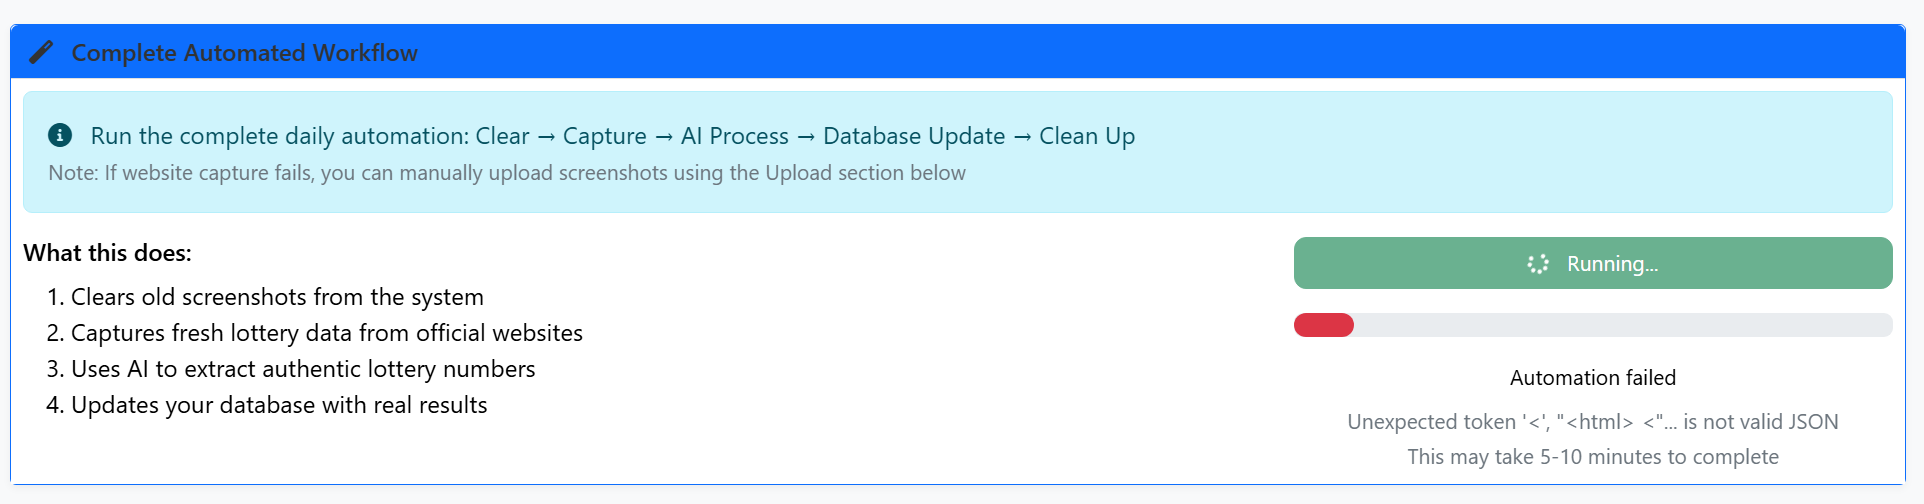 Complete Automated Workflow
Run the complete daily automation: Clear → Capture → AI Process → Database Update → Clean Up
Note: If website capture fails, you can manually upload screenshots using the Upload section below
What this does:
1. Clears old screenshots from the system
2. Captures fresh lottery data from official websites
3. Uses AI to extract authentic lottery numbers
4. Updates your database with real results
Running...
Automation failed
Unexpected token '<', "<html> <"... is not valid JSON
This may take 5-10 minutes to complete